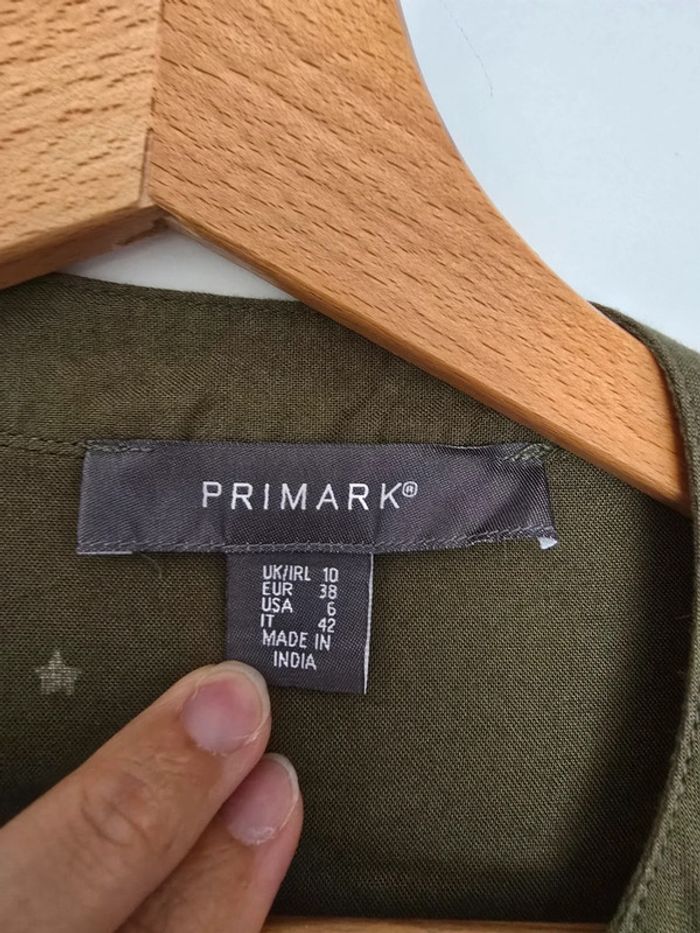 PRIMARK®
UK/IRL 10
EUR 38
USA 6
IT 42
MADE IN
INDIA